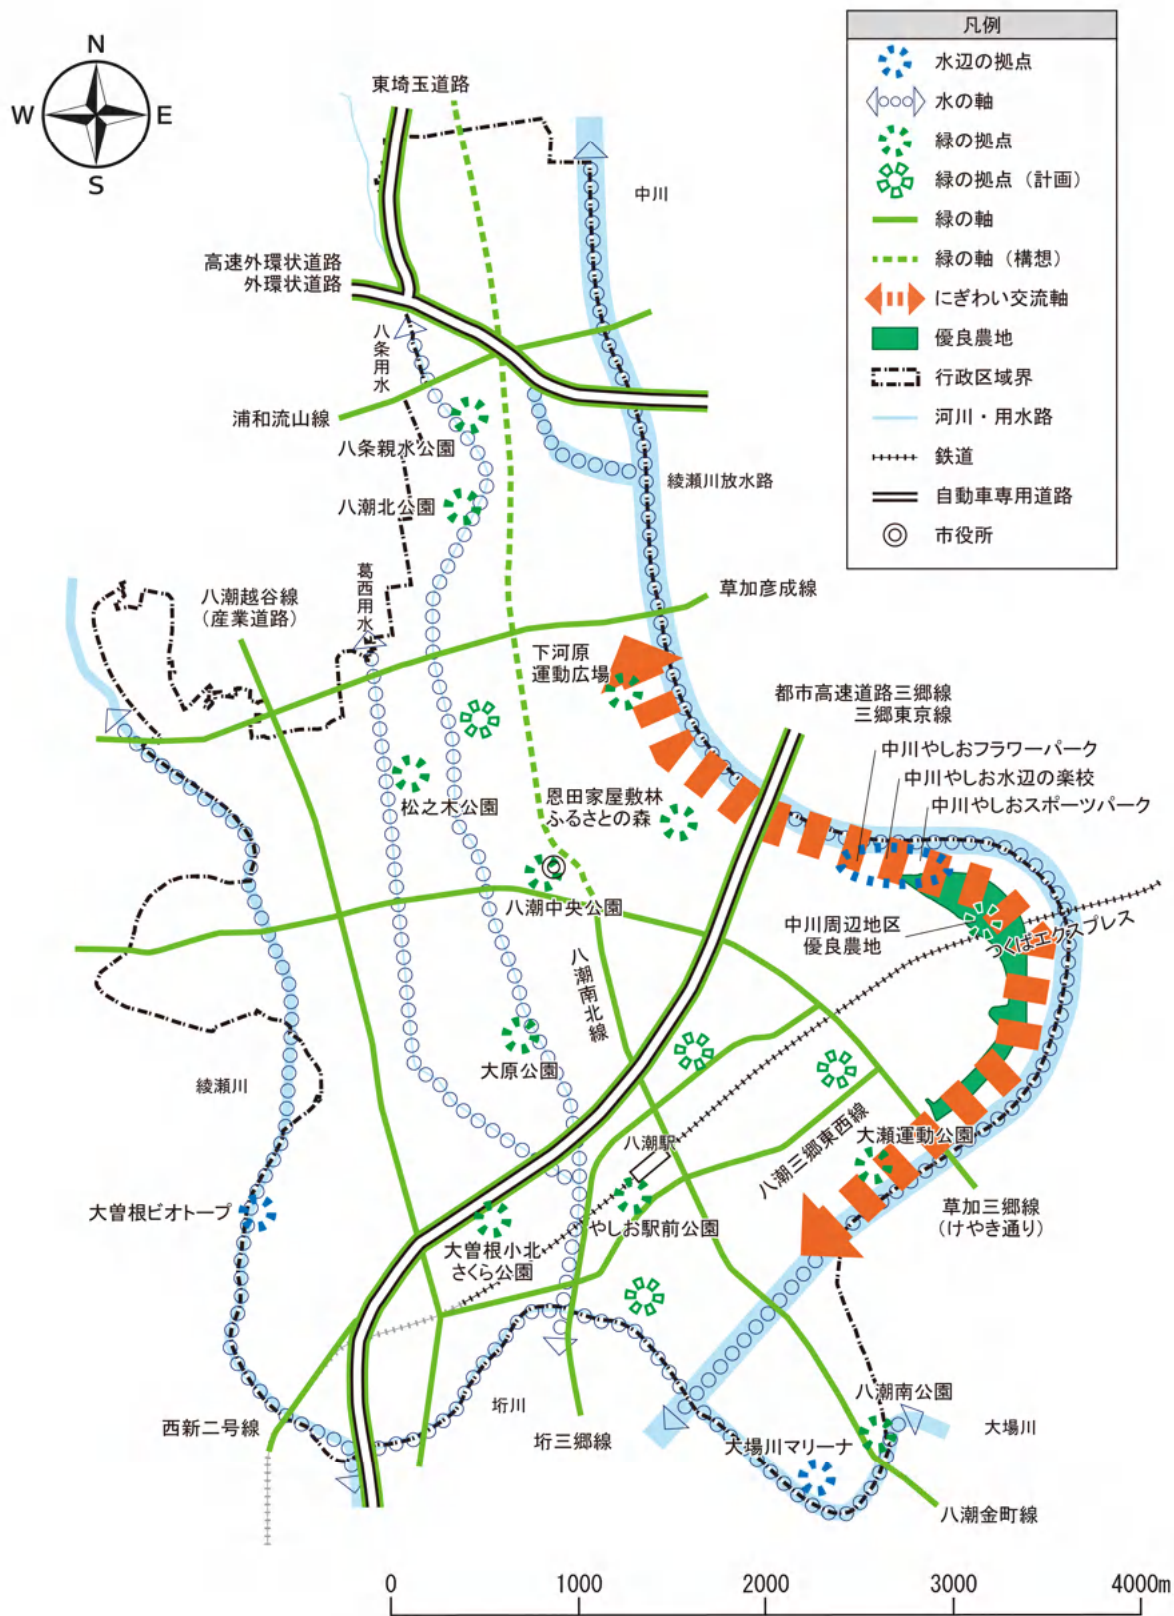 N
W
E
S
凡例
水辺の拠点
水の軸
緑の拠点
緑の拠点（計画）
緑の軸
緑の軸（構想）
にぎわい交流軸
優良農地
行政区域界
河川・用水路
鉄道
自動車専用道路
市役所
東埼玉道路
中川
高速外環状道路
外環状道路
八条用水
浦和流山線
八条親水公園
綾瀬川放水路
八潮北公園
葛西用水
八潮越谷線
（産業道路）
草加彦成線
下河原
運動広場
都市高速道路三郷線
三郷東京線
中川やしおフラワーパーク
中川やしお水辺の楽校
中川やしおスポーツパーク
松之木公園
恩田家屋敷林
ふるさとの森
八潮中央公園
中川周辺地区
優良農地
つくばエクスプレス
八潮南北線
大原公園
綾瀬川
八潮駅
八潮三郷東西線
大瀬運動公園
大曽根ビオトープ
やしお駅前公園
草加三郷線
（けやき通り）
大曽根小北
さくら公園
西新二号線
垳川
垳三郷線
八潮南公園
大場川
大場川マリーナ
八潮金町線
0
1000
2000
3000
4000m